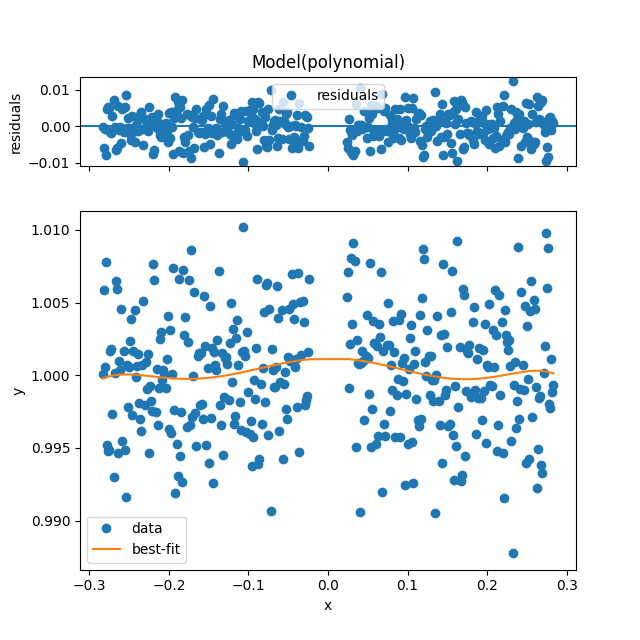 Model(polynomial)
0.01
0.00
−0.01
residuals
residuals
1.010
1.005
1.000
0.995
0.990
y
data
best-fit
−0.3
−0.2
−0.1
0.0
0.1
0.2
0.3
x